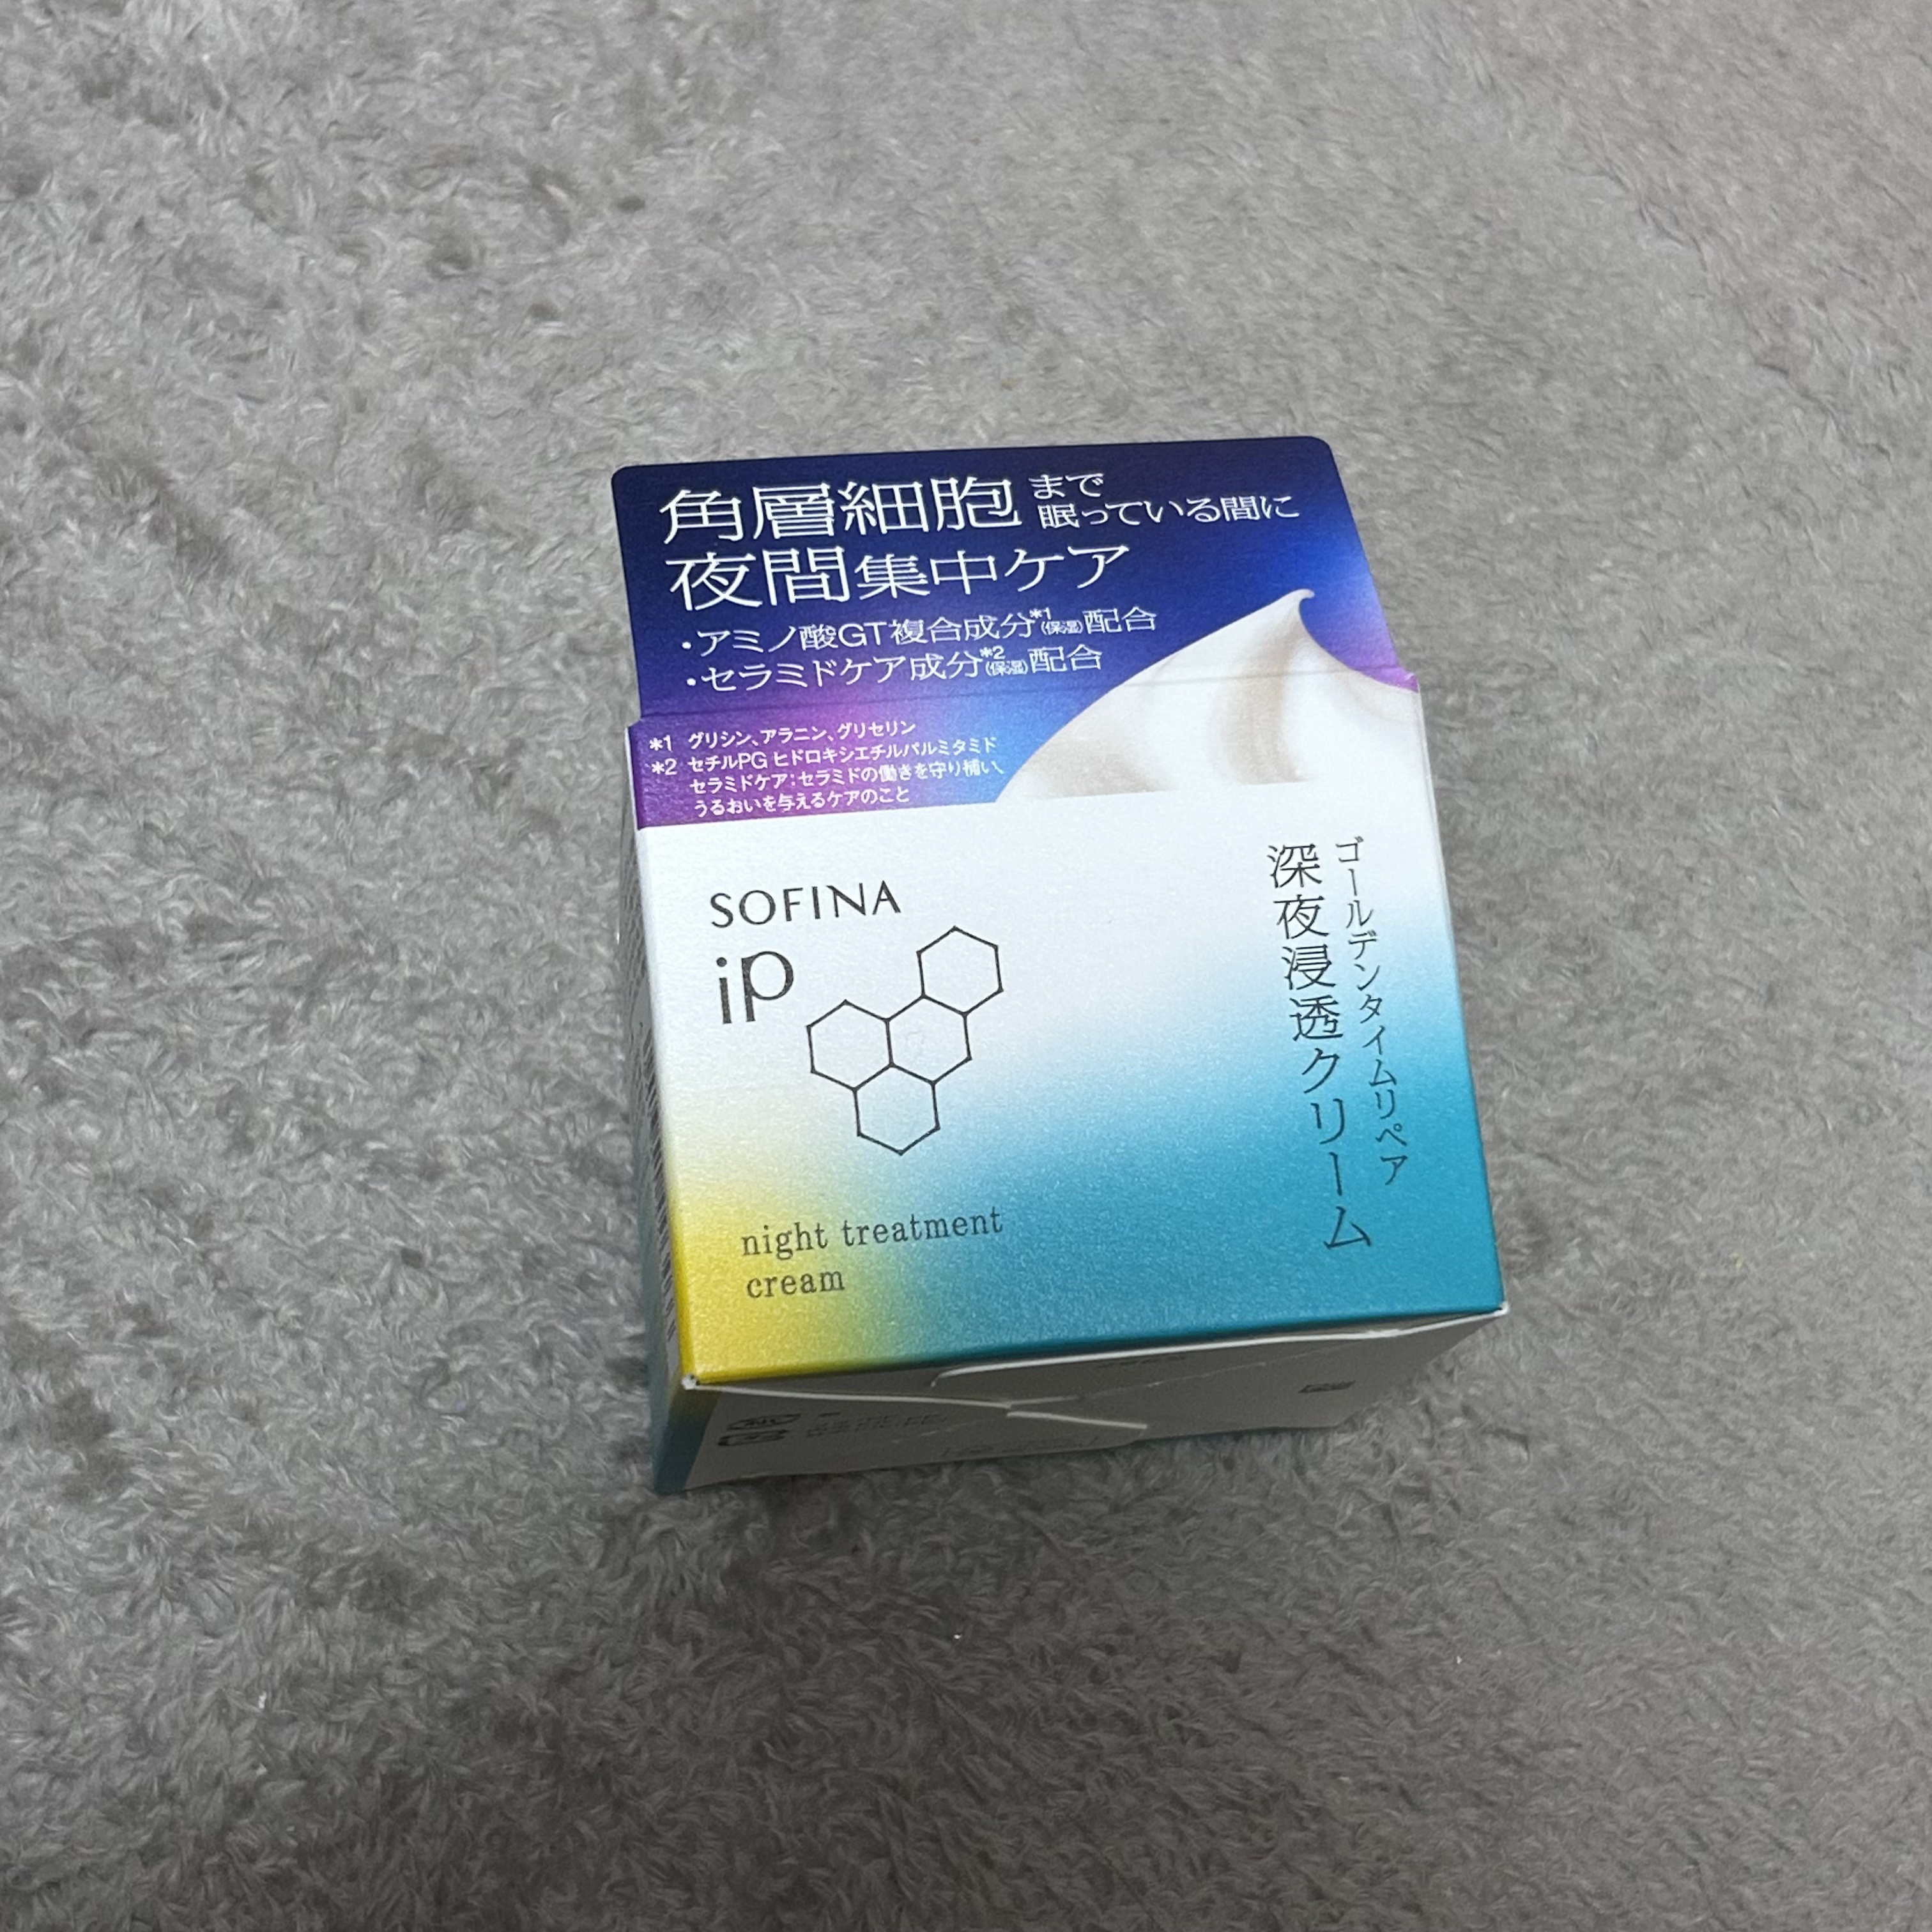 角層細胞まで
眠っている間に
夜間集中ケア
・アミノ酸GT複合成分*1(保湿)配合
・セラミドケア成分*2(保湿)配合
*1 グリシン、アラニン、グリセリン
*2 セチルPG ヒドロキシエチルパルミタミド
セラミドケア:セラミドの働きを守り補い、
うるおいを与えるケアのこと
SOFINA
iP
ゴールデンタイムリペア
深夜浸透クリーム
night treatment
cream